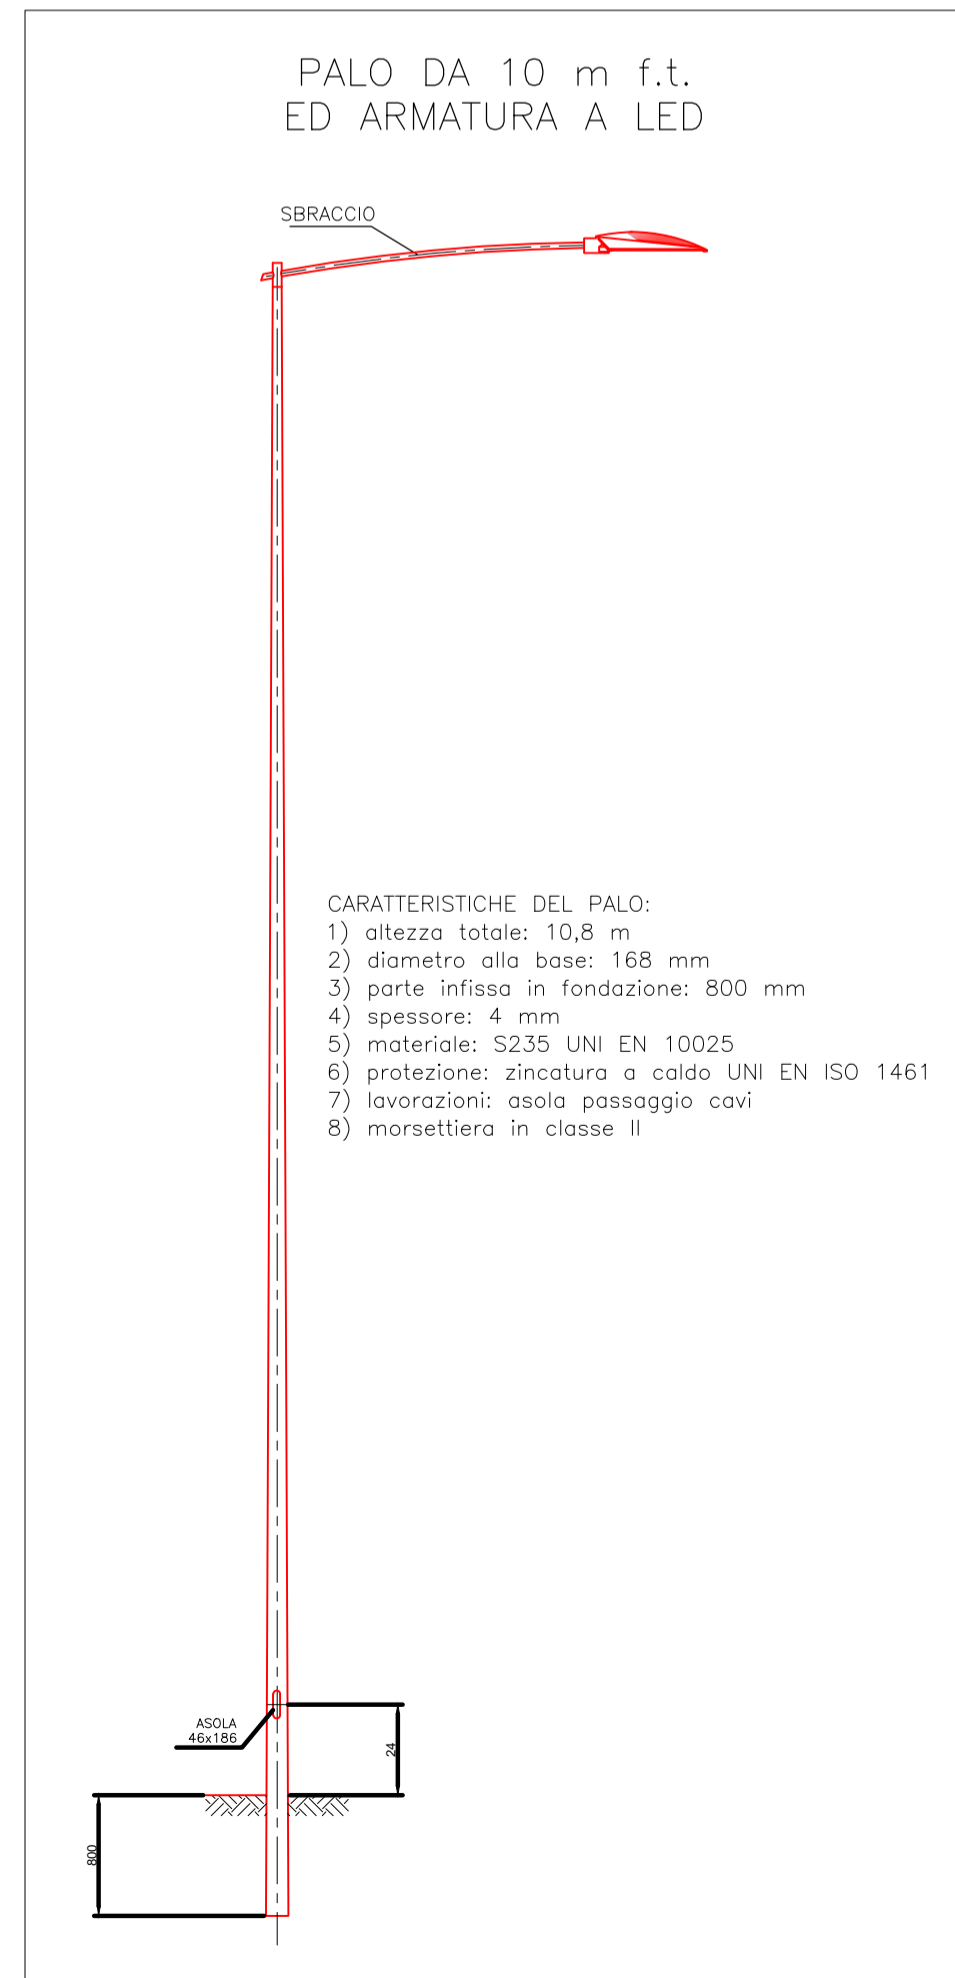 PALO DA 10 m f.t.
ED ARMATURA A LED
SBRACCIO
CARATTERISTICHE DEL PALO:
1) altezza totale: 10,8 m
2) diametro alla base: 168 mm
3) parte infissa in fondazione: 800 mm
4) spessore: 4 mm
5) materiale: S235 UNI EN 10025
6) protezione: zincatura a caldo UNI EN ISO 1461
7) lavorazioni: asola passaggio cavi
8) morsettiera in classe II
ASOLA
46x186
24
800